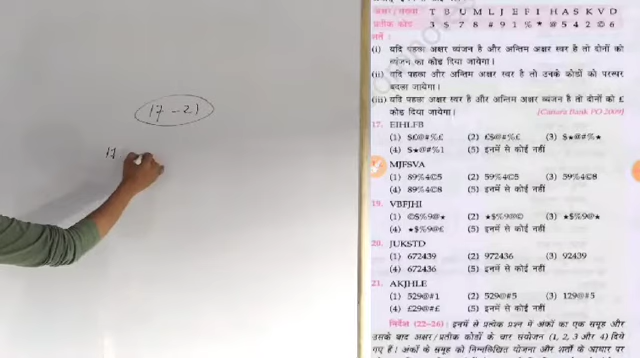 17 - 21
17
अक्षर / संख्या T B U M L J E F I H A S K V D
प्रतीक कोड 3 $ 7 8 # 9 1 % * @ 5 4 2 © 6
शर्तें :
(i) यदि पहला अक्षर व्यंजन है और अन्तिम अक्षर स्वर है तो दोनों को
व्यंजन का कोड दिया जायेगा।
(ii) यदि पहला और अन्तिम अक्षर स्वर है तो उनके कोडों को परस्पर
बदला जायेगा।
(iii) यदि पहला अक्षर स्वर है और अन्तिम अक्षर व्यंजन है तो दोनों को £
कोड दिया जायेगा। [Canara Bank PO 2009]
17. EIHLFB
(1) $£@#%£ (2) £$@#%£ (3) $★@#%★
(4) $★@#%1 (5) इनमें से कोई नहीं
MJFSVA
(1) 89%4©5 (2) 59%4©5 (3) 59%4©8
(4) 89%4©8 (5) इनमें से कोई नहीं
19. VBFJHI
(1) ©$%9@★ (2) ★$%9@© (3) ★$%9@★
(4) ★$%9@£ (5) इनमें से कोई नहीं
20. JUKSTD
(1) 672439 (2) 972436 (3) 92439
(4) 672436 (5) इनमें से कोई नहीं
21. AKJHLE
(1) 529@#1 (2) 529@#5 (3) 129@#5
(4) £29@#£ (5) इनमें से कोई नहीं
निर्देश (22-26) : इनमें से प्रत्येक प्रश्न में अंकों का एक समूह और
उसके बाद अक्षर/प्रतीक कोडों के चार संयोजन (1, 2, 3 और 4) दिये
गए हैं। अंकों के समूह को निम्नलिखित योजना और शर्तों के आधार पर